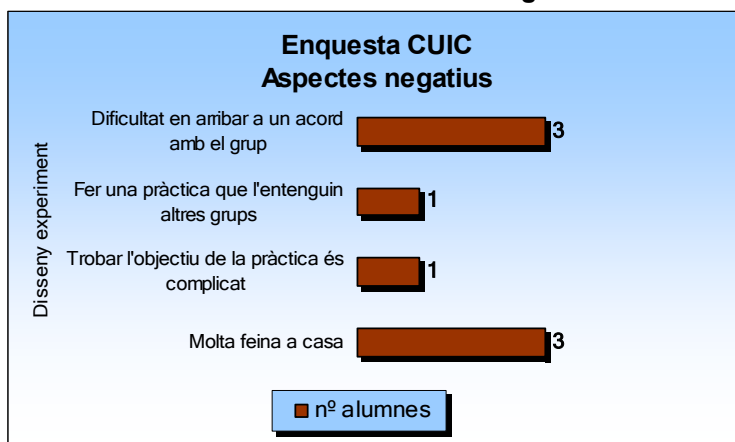 Enquesta CUIC
Aspectes negatius
Disseny experiment
Dificultat en arribar a un acord
amb el grup
3
Fer una pràctica que l'entenguin
altres grups
1
Trobar l'objectiu de la pràctica és
complicat
1
Molta feina a casa
3
nº alumnes